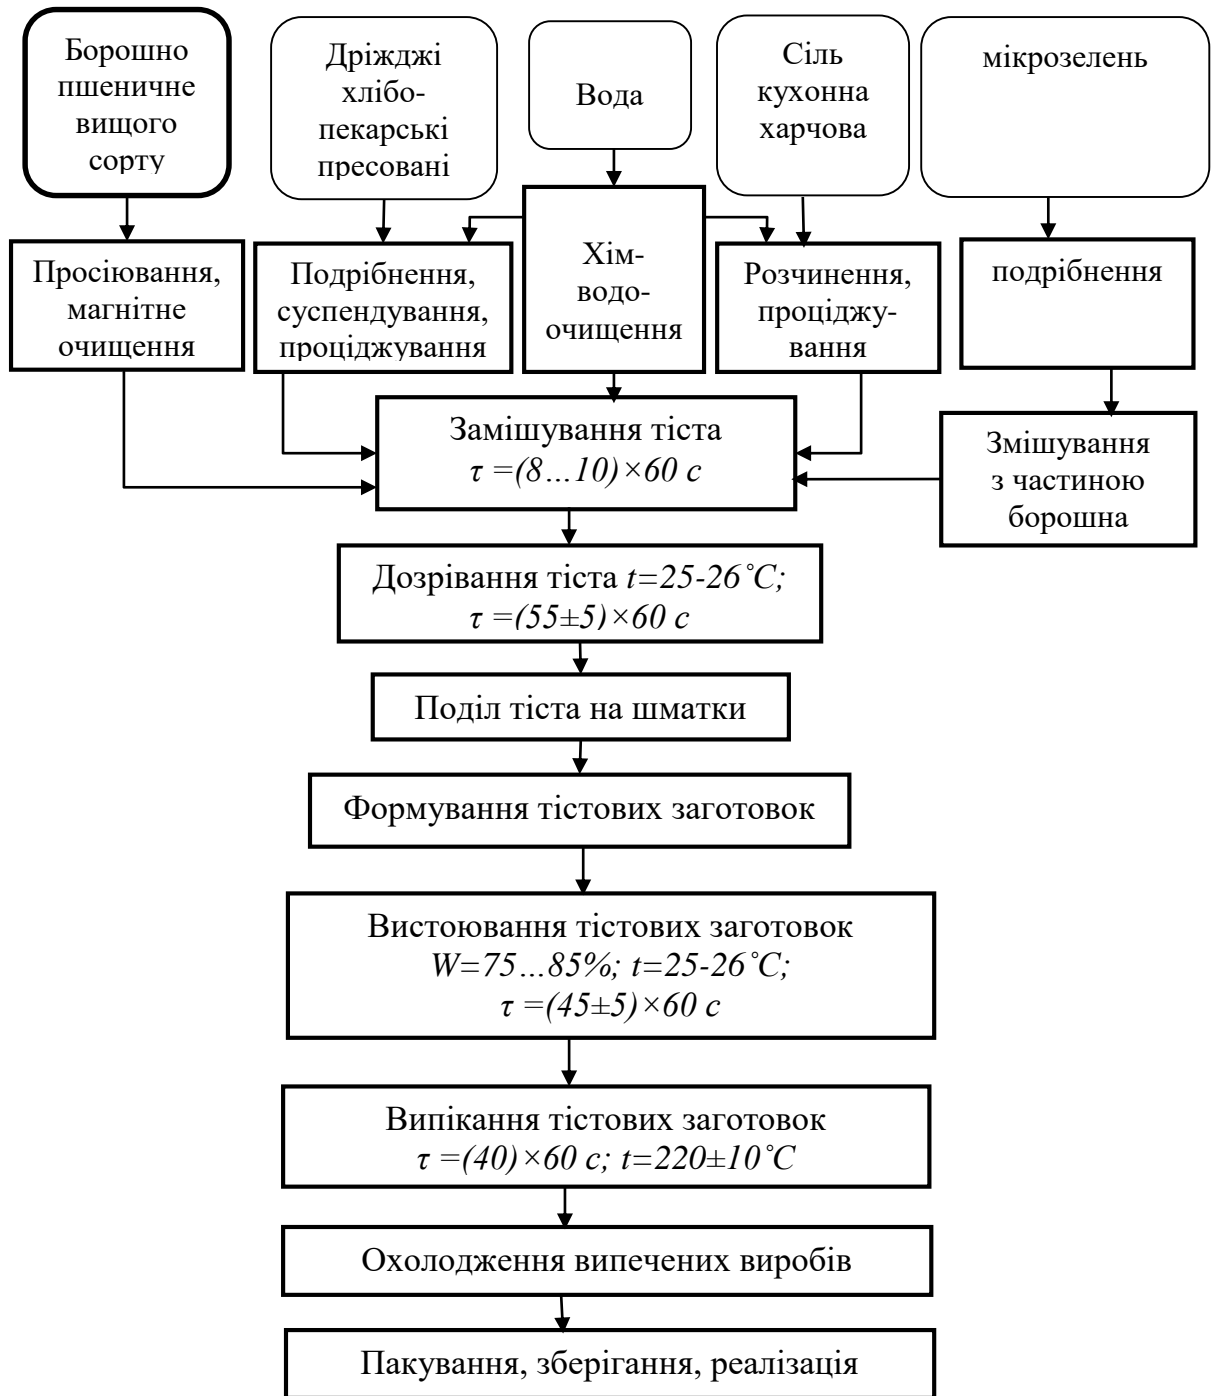 Борошно
пшеничне
вищого
сорту
Дріжджі
хлібо-
пекарські
пресовані
Вода
Сіль
кухонна
харчова
мікрозелень
Просіювання,
магнітне
очищення
Подрібнення,
суспендування,
проціджування
Хім-
водо-
очищення
Розчинення,
проціджу-
вання
подрібнення
Замішування тіста
τ =(8...10)×60 с
Змішування
з частиною
борошна
Дозрівання тіста t=25-26˚С;
τ =(55±5)×60 с
Поділ тіста на шматки
Формування тістових заготовок
Вистоювання тістових заготовок
W=75...85%; t=25-26˚С;
τ =(45±5)×60 с
Випікання тістових заготовок
τ =(40)×60 с; t=220±10˚С
Охолодження випечених виробів
Пакування, зберігання, реалізація